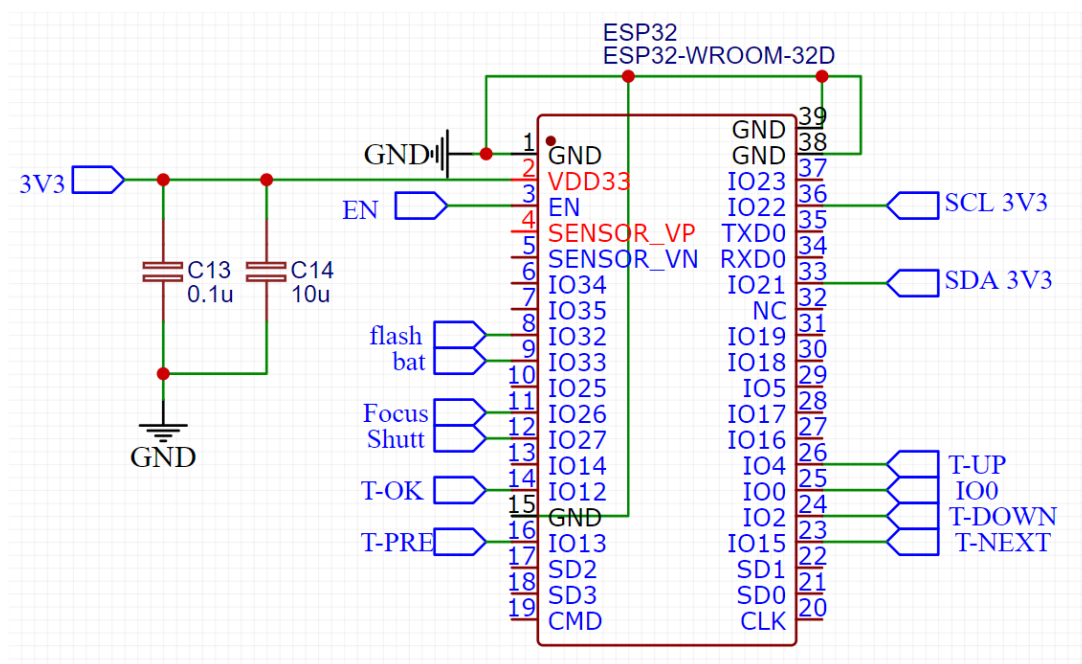 ESP32
ESP32-WROOM-32D
GND
3V3
EN
C13
0.1u
C14
10u
GND
flash
bat
Focus
Shutt
T-OK
T-PRE
1 GND
2 VDD33
3 EN
4 SENSOR_VP
5 SENSOR_VN
6 IO34
7 IO35
8 IO32
9 IO33
10 IO25
11 IO26
12 IO27
13 IO14
14 IO12
15 GND
16 IO13
17 SD2
18 SD3
19 CMD
GND 39
GND 38
IO23 37
IO22 36
TXD0 35
RXD0 34
IO21 33
NC 32
IO19 31
IO18 30
IO5 29
IO17 28
IO16 27
IO4 26
IO0 25
IO2 24
IO15 23
SD1 22
SD0 21
CLK 20
SCL 3V3
SDA 3V3
T-UP
IO0
T-DOWN
T-NEXT